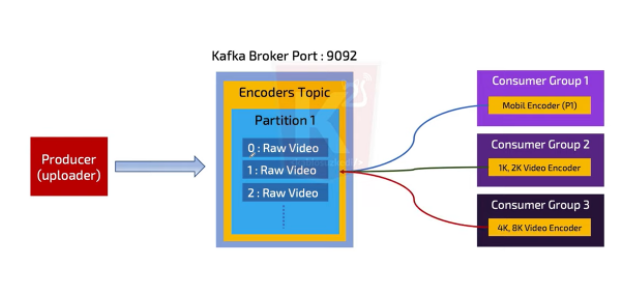 Kafka Broker Port : 9092
Encoders Topic
Partition 1
0 : Raw Video
1 : Raw Video
2 : Raw Video
Producer
(uploader)
Consumer Group 1
Mobil Encoder (P1)
Consumer Group 2
1K, 2K Video Encoder
Consumer Group 3
4K, 8K Video Encoder